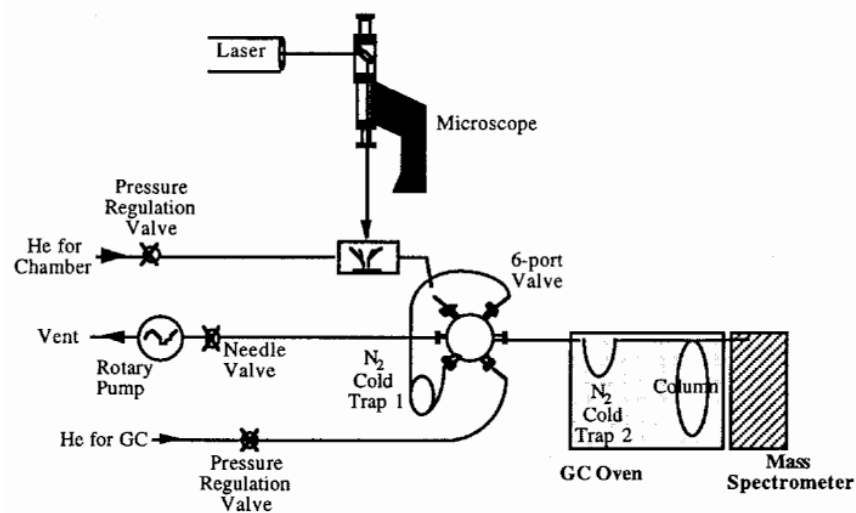 Laser
Microscope
Pressure
Regulation
Valve
He for
Chamber
6-port
Valve
Vent
Rotary
Pump
Needle
Valve
N2
Cold
Trap 1
N2
Cold
Trap 2
Column
He for GC
Pressure
Regulation
Valve
GC Oven
Mass
Spectrometer